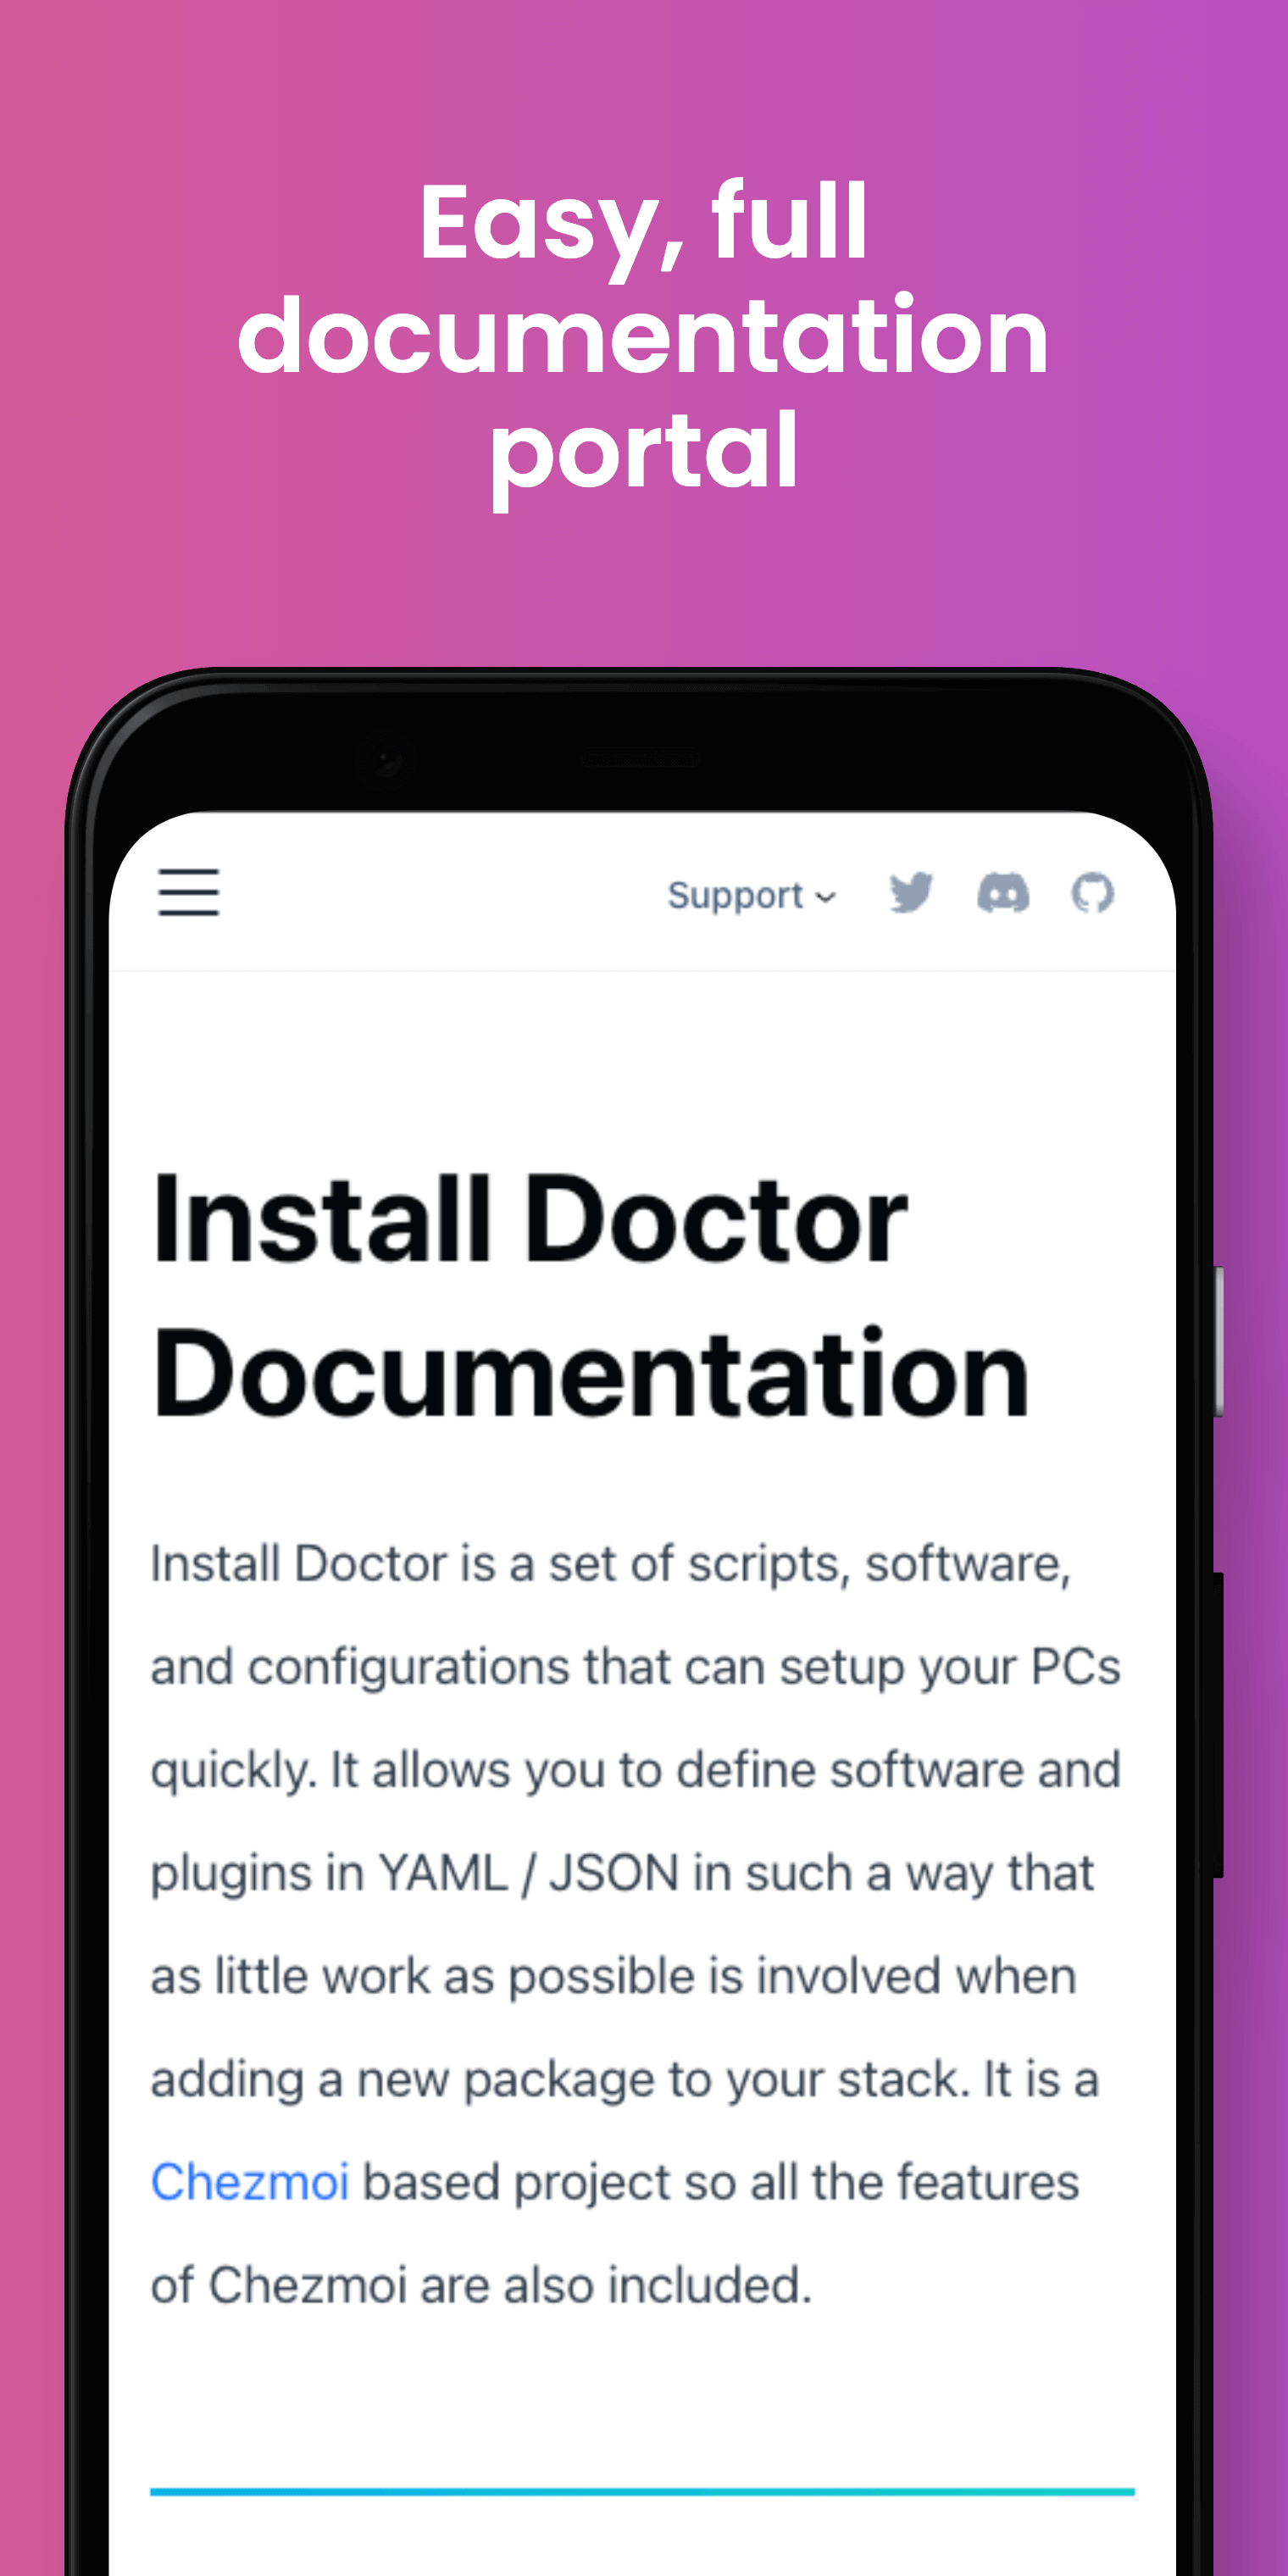 Easy, full
documentation
portal
Support
Install Doctor
Documentation
Install Doctor is a set of scripts, software,
and configurations that can setup your PCs
quickly. It allows you to define software and
plugins in YAML / JSON in such a way that
as little work as possible is involved when
adding a new package to your stack. It is a
Chezmoi based project so all the features
of Chezmoi are also included.